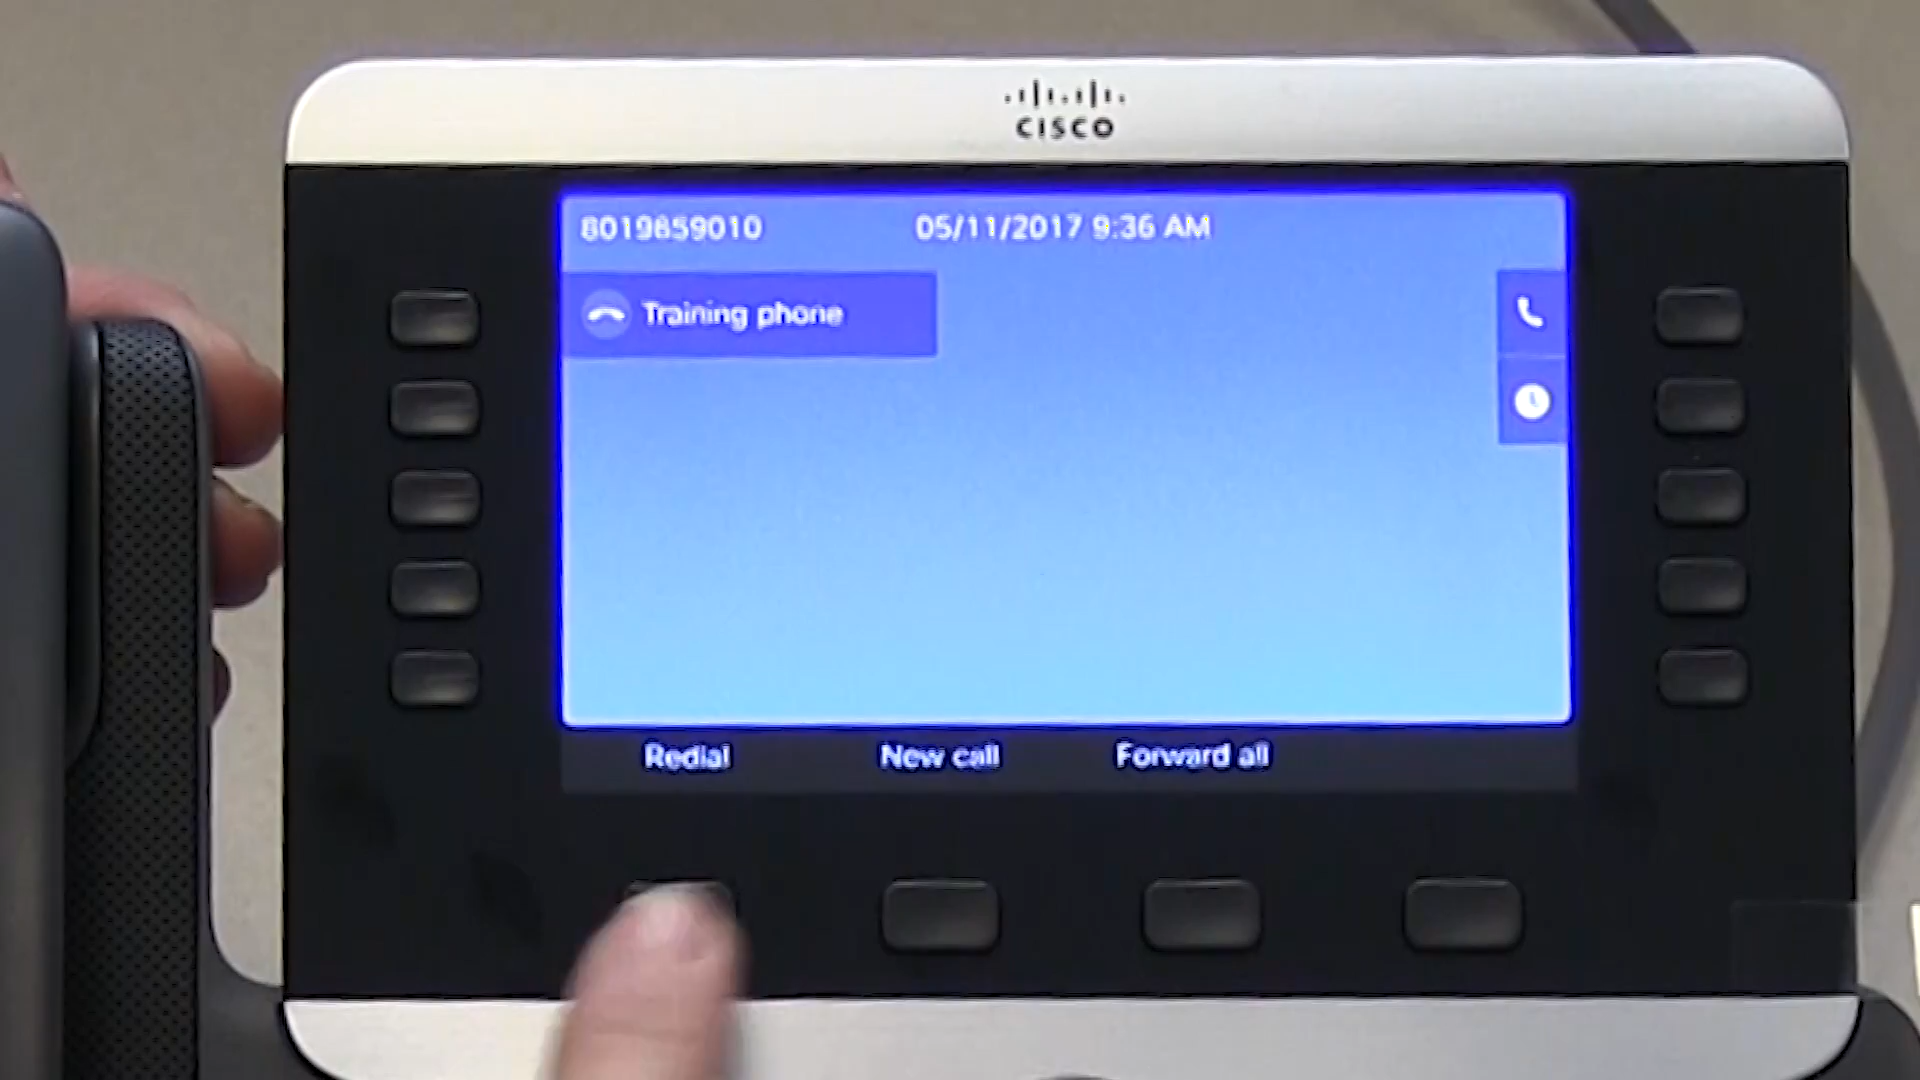 CISCO
8019859010 05/11/2017 9:36 AM
Training phone
Redial New call Forward all